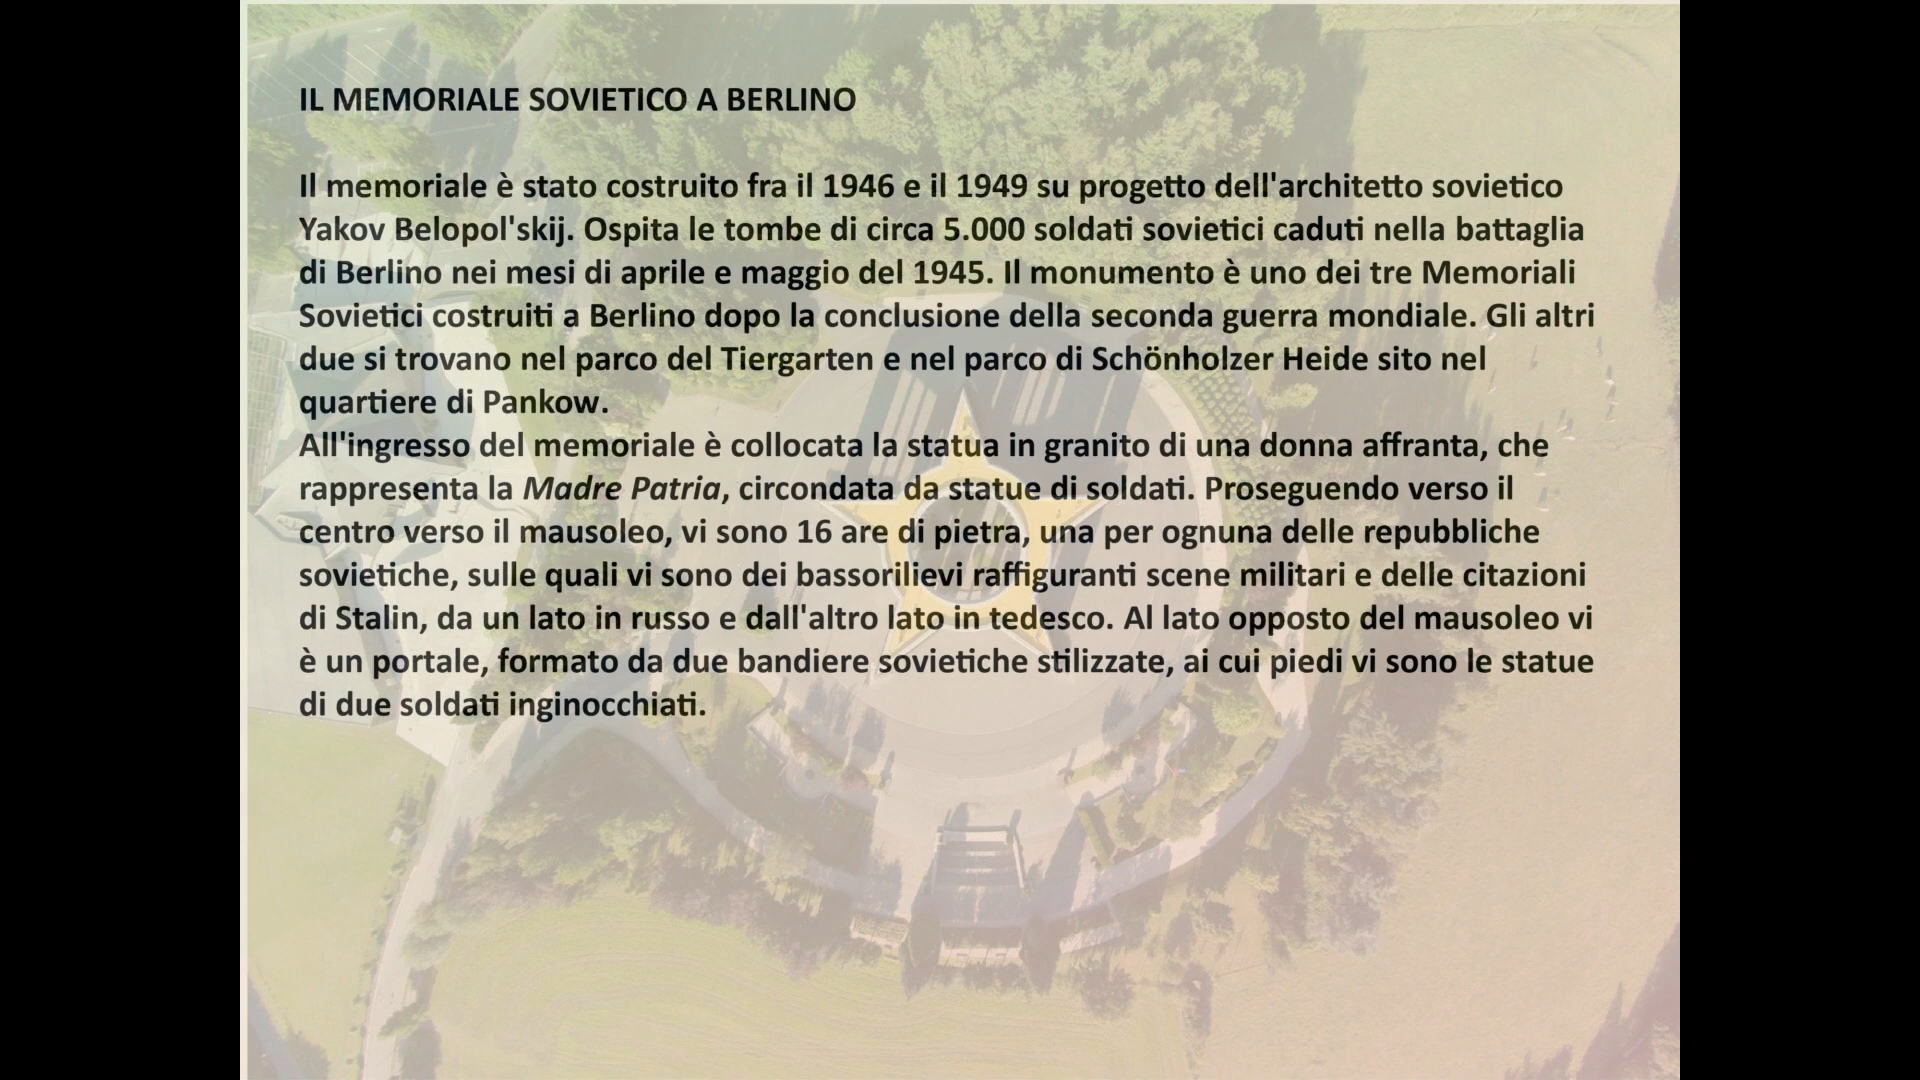 IL MEMORIALE SOVIETICO A BERLINO
Il memoriale è stato costruito fra il 1946 e il 1949 su progetto dell'architetto sovietico
Yakov Belopol'skij. Ospita le tombe di circa 5.000 soldati sovietici caduti nella battaglia
di Berlino nei mesi di aprile e maggio del 1945. Il monumento è uno dei tre Memoriali
Sovietici costruiti a Berlino dopo la conclusione della seconda guerra mondiale. Gli altri
due si trovano nel parco del Tiergarten e nel parco di Schönholzer Heide sito nel
quartiere di Pankow.
All'ingresso del memoriale è collocata la statua in granito di una donna affranta, che
rappresenta la Madre Patria, circondata da statue di soldati. Proseguendo verso il
centro verso il mausoleo, vi sono 16 are di pietra, una per ognuna delle repubbliche
sovietiche, sulle quali vi sono dei bassorilievi raffiguranti scene militari e delle citazioni
di Stalin, da un lato in russo e dall'altro lato in tedesco. Al lato opposto del mausoleo vi
è un portale, formato da due bandiere sovietiche stilizzate, ai cui piedi vi sono le statue
di due soldati inginocchiati.